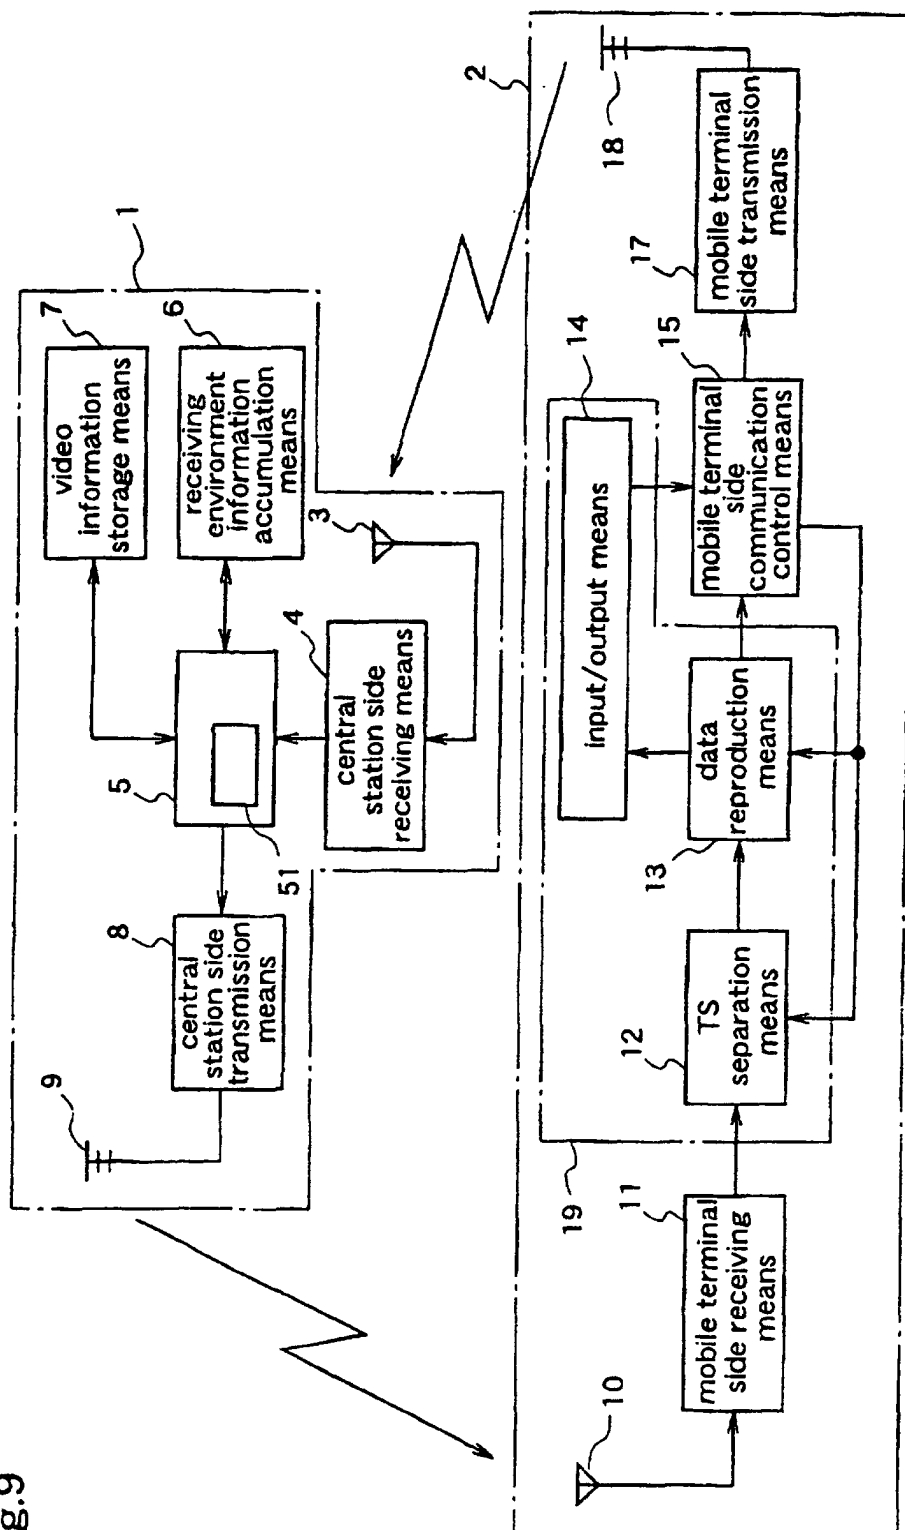 g.9
1
7
video
information
storage means
6
receiving
environment
information
accumulation
means
5
51
3
4
central
station side
receiving means
8
central
station side
transmission
means
9
2
18
17
mobile terminal
side transmission
means
14
input/output means
15
mobile terminal
side
communication
control means
13
data
reproduction
means
12
TS
separation
means
19
11
mobile terminal
side receiving
means
10